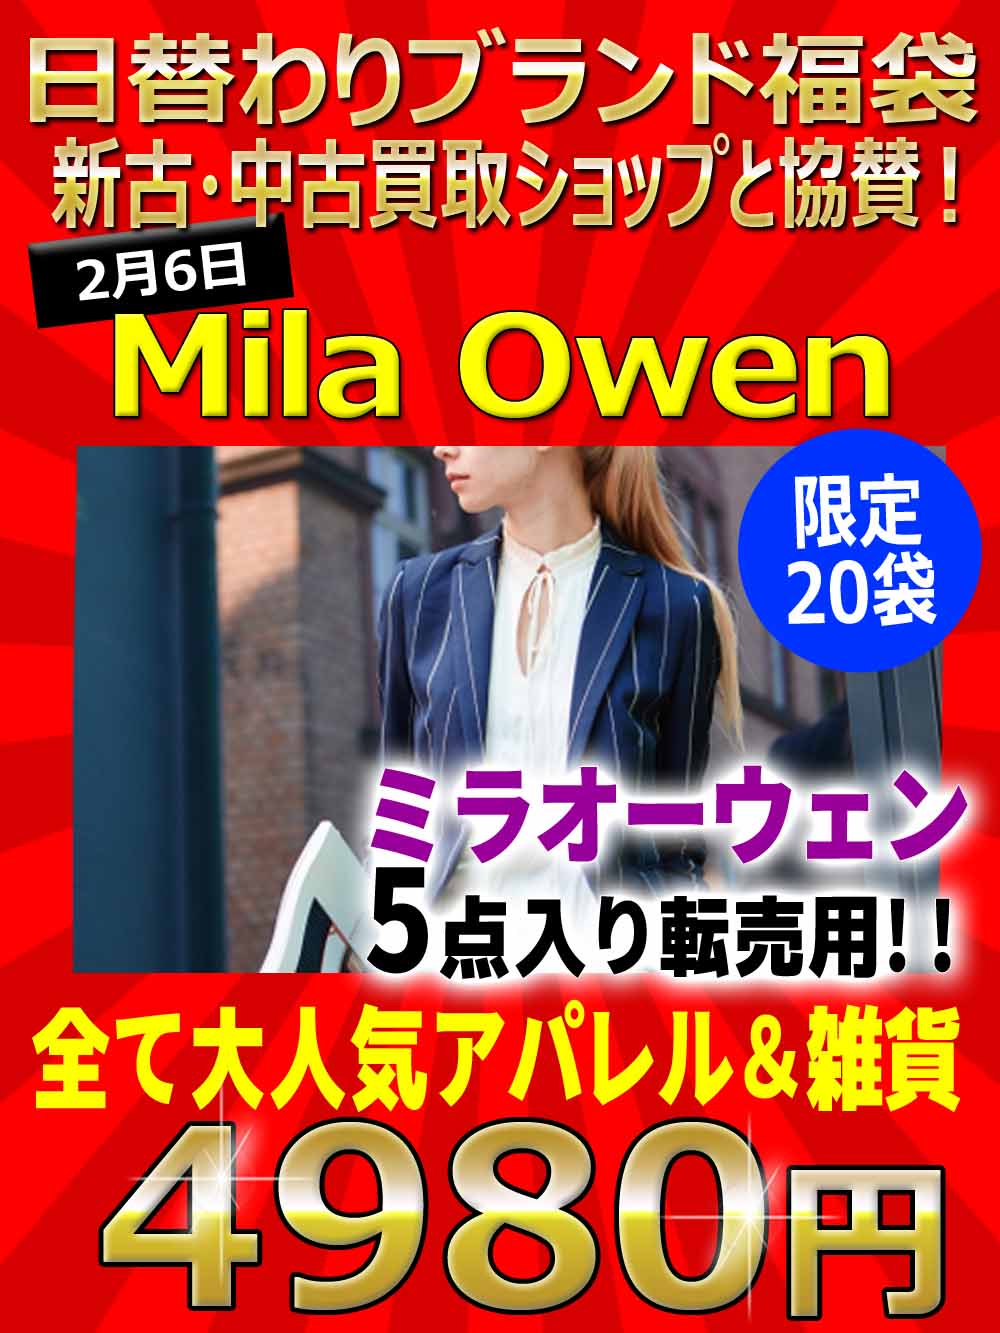 日替わりブランド福袋
新古・中古買取ショップと協賛！
2月6日
Mila Owen
限定
20袋
ミラオーウェン
5点入り転売用!!
全て大人気アパレル＆雑貨
4980円